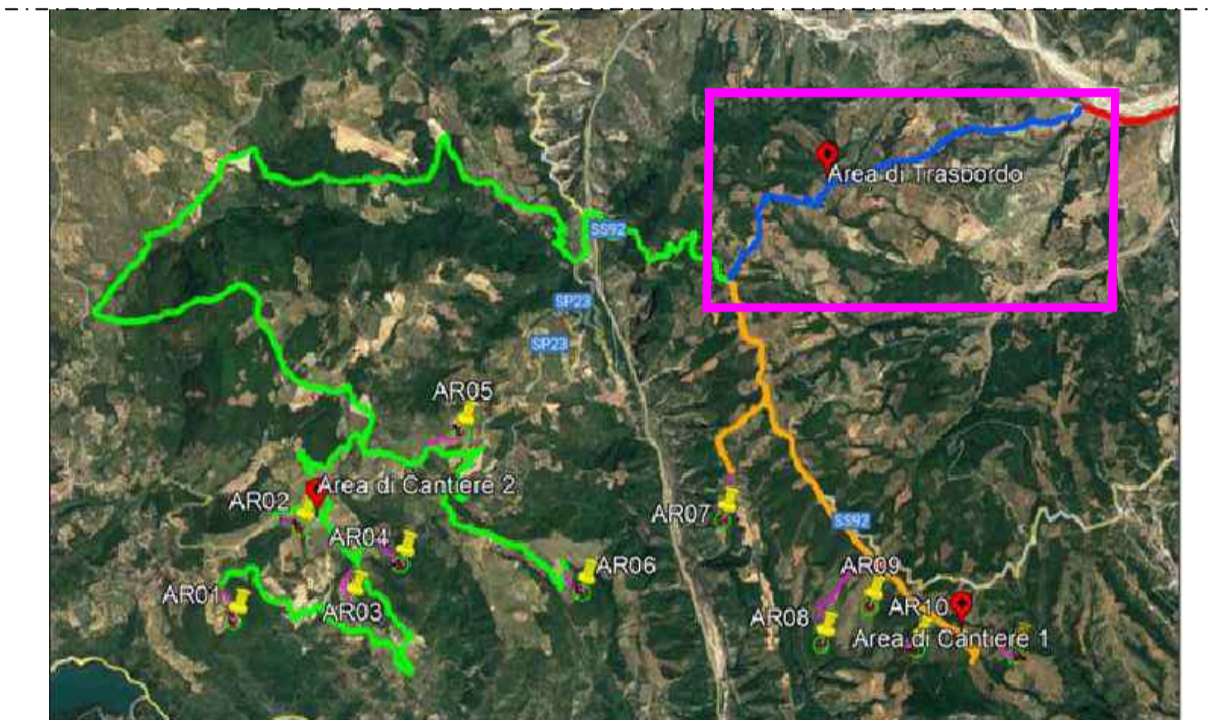 Area di Trasbordo
SS92
SP23
SP23
AR05
Area di Cantiere 2
AR02
AR07
SS92
AR04
AR06
AR09
AR01
AR03
AR10
AR08
Area di Cantiere 1